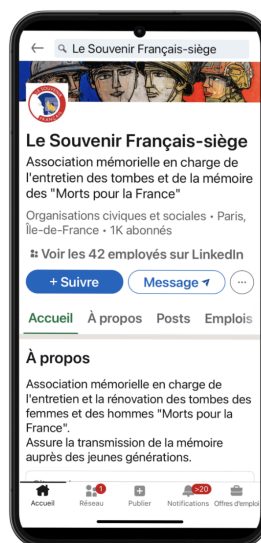 Le Souvenir Français-siège
Le Souvenir Français-siège
Association mémorielle en charge de
l'entretien des tombes et de la mémoire
des "Morts pour la France"
Organisations civiques et sociales • Paris,
Île-de-France • 1K abonnés
Voir les 42 employés sur LinkedIn
+ Suivre
Message
Accueil À propos Posts Emplois
À propos
Association mémorielle en charge de
l'entretien et la rénovation des tombes des
femmes et des hommes "Morts pour la
France".
Assure la transmission de la mémoire
auprès des jeunes générations.
1
>20
Accueil Réseau Publier Notifications Offres d'emploi